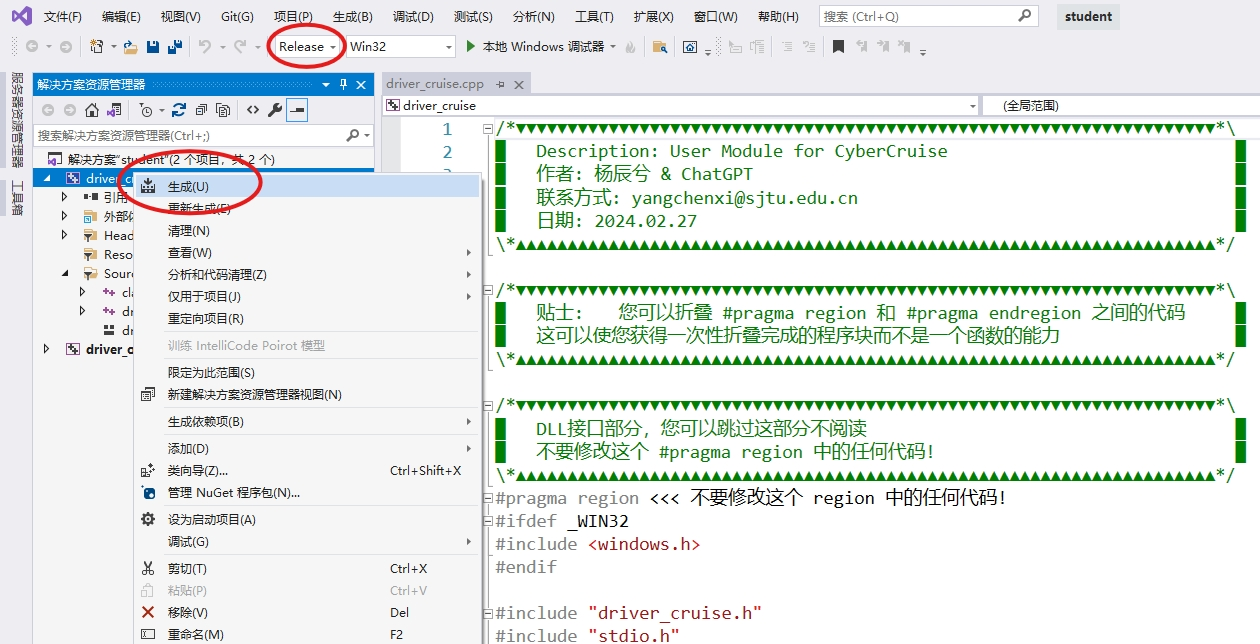 文件(F) 编辑(E) 视图(V) Git(G) 项目(P) 生成(B) 调试(D) 测试(S) 分析(N) 工具(T) 扩展(X) 窗口(W) 帮助(H) 搜索 (Ctrl+Q) student
Release Win32 本地 Windows 调试器
服务器资源管理器
工具箱
解决方案资源管理器
搜索解决方案资源管理器(Ctrl+;)
解决方案"student"(2 个项目，共 2 个)
引用
Head
Sour
生成(U)
重新生成(E)
清理(N)
查看(W)
分析和代码清理(Z)
仅用于项目(J)
重定向项目(R)
训练 IntelliCode Poirot 模型
限定为此范围(S)
新建解决方案资源管理器视图(N)
生成依赖项(B)
添加(D)
类向导(Z)... Ctrl+Shift+X
管理 NuGet 程序包(N)...
设为启动项目(A)
调试(G)
剪切(T) Ctrl+X
粘贴(P) Ctrl+V
移除(V) Del
重命名(M) F2
driver_cruise.cpp
driver_cruise (全局范围)
1
2
/*▼▼▼▼▼▼▼▼▼▼▼▼▼▼▼▼▼▼▼▼▼▼▼▼▼▼▼▼▼▼▼▼▼▼▼▼▼▼▼▼▼▼▼▼▼▼▼▼▼▼▼▼▼▼▼▼▼▼▼▼▼▼▼▼▼▼▼▼*\
Description: User Module for CyberCruise
作者: 杨辰兮 & ChatGPT
联系方式: yangchenxi@sjtu.edu.cn
日期: 2024.02.27
\*▲▲▲▲▲▲▲▲▲▲▲▲▲▲▲▲▲▲▲▲▲▲▲▲▲▲▲▲▲▲▲▲▲▲▲▲▲▲▲▲▲▲▲▲▲▲▲▲▲▲▲▲▲▲▲▲▲▲▲▲▲▲▲▲▲▲▲▲*/
/*▼▼▼▼▼▼▼▼▼▼▼▼▼▼▼▼▼▼▼▼▼▼▼▼▼▼▼▼▼▼▼▼▼▼▼▼▼▼▼▼▼▼▼▼▼▼▼▼▼▼▼▼▼▼▼▼▼▼▼▼▼▼▼▼▼▼▼▼*\
贴士: 您可以折叠 #pragma region 和 #pragma endregion 之间的代码
这可以使您获得一次性折叠完成的程序块而不是一个函数的能力
\*▲▲▲▲▲▲▲▲▲▲▲▲▲▲▲▲▲▲▲▲▲▲▲▲▲▲▲▲▲▲▲▲▲▲▲▲▲▲▲▲▲▲▲▲▲▲▲▲▲▲▲▲▲▲▲▲▲▲▲▲▲▲▲▲▲▲▲▲*/
/*▼▼▼▼▼▼▼▼▼▼▼▼▼▼▼▼▼▼▼▼▼▼▼▼▼▼▼▼▼▼▼▼▼▼▼▼▼▼▼▼▼▼▼▼▼▼▼▼▼▼▼▼▼▼▼▼▼▼▼▼▼▼▼▼▼▼▼▼*\
DLL接口部分，您可以跳过这部分不阅读
不要修改这个 #pragma region 中的任何代码!
\*▲▲▲▲▲▲▲▲▲▲▲▲▲▲▲▲▲▲▲▲▲▲▲▲▲▲▲▲▲▲▲▲▲▲▲▲▲▲▲▲▲▲▲▲▲▲▲▲▲▲▲▲▲▲▲▲▲▲▲▲▲▲▲▲▲▲▲▲*/
#pragma region <<< 不要修改这个 region 中的任何代码!
#ifdef _WIN32
#include <windows.h>
#endif
#include "driver_cruise.h"
#include "stdio.h"